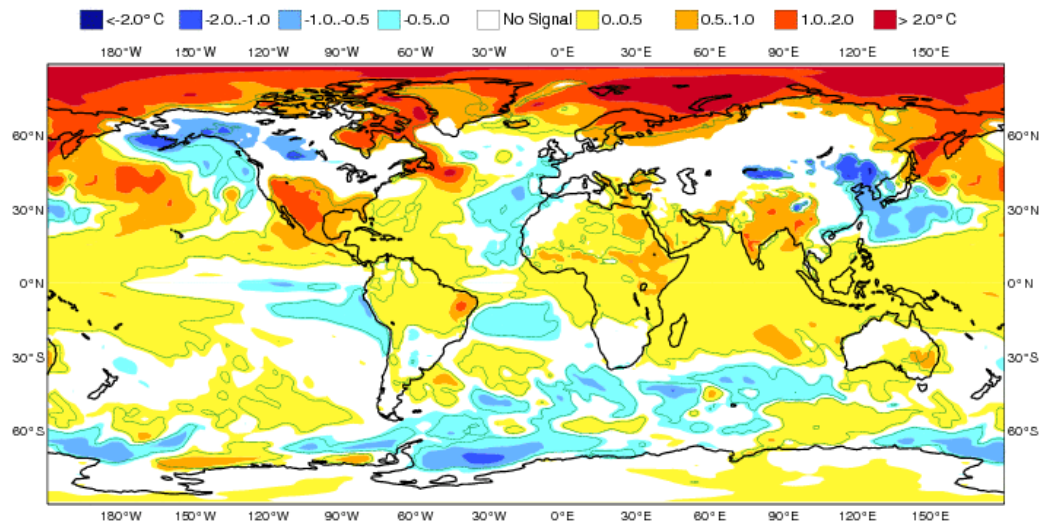 <-2.0° C -2.0..-1.0 -1.0..-0.5 -0.5.0 No Signal 0..0.5 0.5..1.0 1.0..2.0 > 2.0° C
180°W 150°W 120°W 90°W 60°W 30°W 0°E 30°E 60°E 90°E 120°E 150°E
60°N 60°N
30°N 30°N
0°N 0°N
30°S 30°S
60°S 60°S
180°W 150°W 120°W 90°W 60°W 30°W 0°E 30°E 60°E 90°E 120°E 150°E